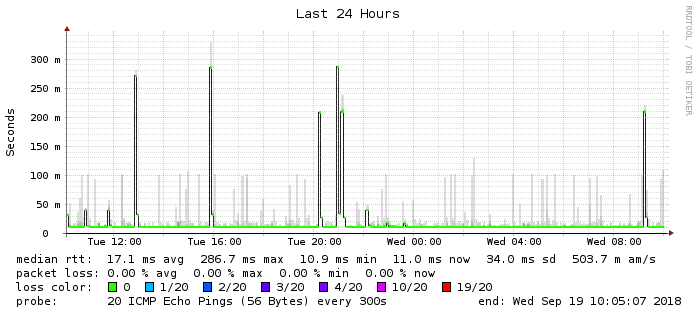 Last 24 Hours
RRDTOOL / TOBI OETIKER
Seconds
300 m
250 m
200 m
150 m
100 m
50 m
0
Tue 12:00 Tue 16:00 Tue 20:00 Wed 00:00 Wed 04:00 Wed 08:00
median rtt: 17.1 ms avg 286.7 ms max 10.9 ms min 11.0 ms now 34.0 ms sd 503.7 m am/s
packet loss: 0.00 % avg 0.00 % max 0.00 % min 0.00 % now
loss color: 0 1/20 2/20 3/20 4/20 10/20 19/20
probe: 20 ICMP Echo Pings (56 Bytes) every 300s end: Wed Sep 19 10:05:07 2018